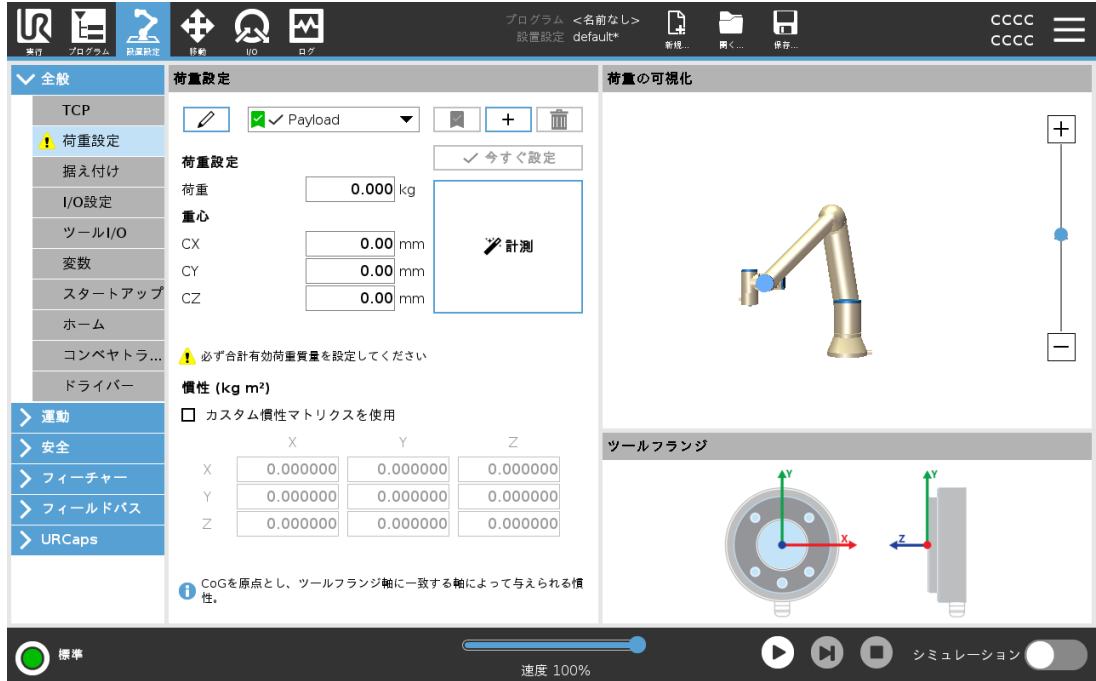 UR
実行
プログラム
設置設定
移動
I/O
ログ
プログラム <名前なし>
設置設定 default*
新規...
開く...
保存...
CCCC
CCCC
全般
TCP
荷重設定
据え付け
I/O設定
ツールI/O
変数
スタートアップ
ホーム
コンベヤトラ...
ドライバー
運動
安全
フィーチャー
フィールドバス
URCaps
荷重設定
Payload
荷重設定
今すぐ設定
荷重 0.000 kg
重心
CX 0.00 mm
CY 0.00 mm
CZ 0.00 mm
計測
必ず合計有効荷重質量を設定してください
慣性 (kg m²)
カスタム慣性マトリクスを使用
X Y Z
X 0.000000 0.000000 0.000000
Y 0.000000 0.000000 0.000000
Z 0.000000 0.000000 0.000000
CoGを原点とし、ツールフランジ軸に一致する軸によって与えられる慣
性。
荷重の可視化
ツールフランジ
Y
X
Y
Z
標準
速度 100%
シミュレーション